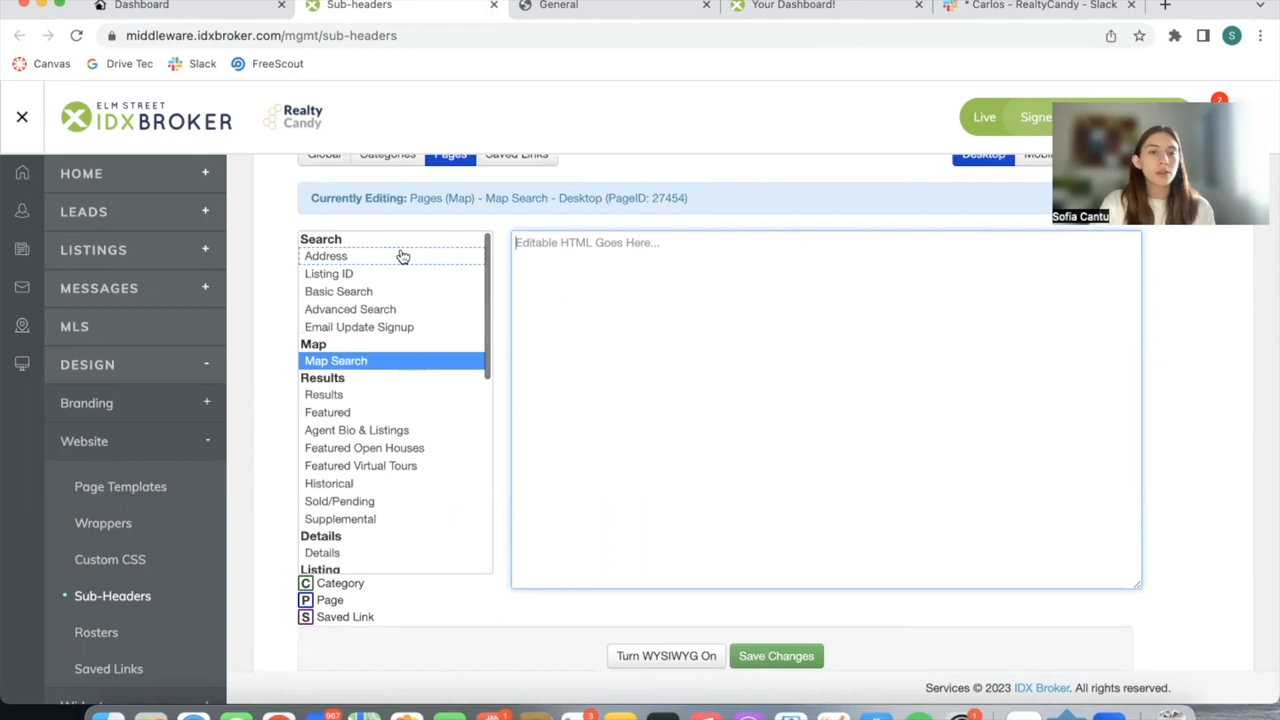 Dashboard
Sub-headers
General
Your Dashboard!
* Carlos - RealtyCandy - Slack
middleware.idxbroker.com/mgmt/sub-headers
S
Canvas
Drive Tec
Slack
FreeScout
ELM STREET
IDXBROKER
Realty
Candy
Live
Signe
Sofia Cantu
HOME +
LEADS +
LISTINGS +
MESSAGES +
MLS
DESIGN -
Branding +
Website -
Page Templates
Wrappers
Custom CSS
Sub-Headers
Rosters
Saved Links
Global
Categories
Pages
Saved Links
Desktop
Currently Editing: Pages (Map) - Map Search - Desktop (PageID: 27454)
Search
Address
Listing ID
Basic Search
Advanced Search
Email Update Signup
Map
Map Search
Results
Results
Featured
Agent Bio & Listings
Featured Open Houses
Featured Virtual Tours
Historical
Sold/Pending
Supplemental
Details
Details
Listing
C Category
P Page
S Saved Link
Editable HTML Goes Here...
Turn WYSIWYG On
Save Changes
Services © 2023 IDX Broker. All rights reserved.
967
3
1